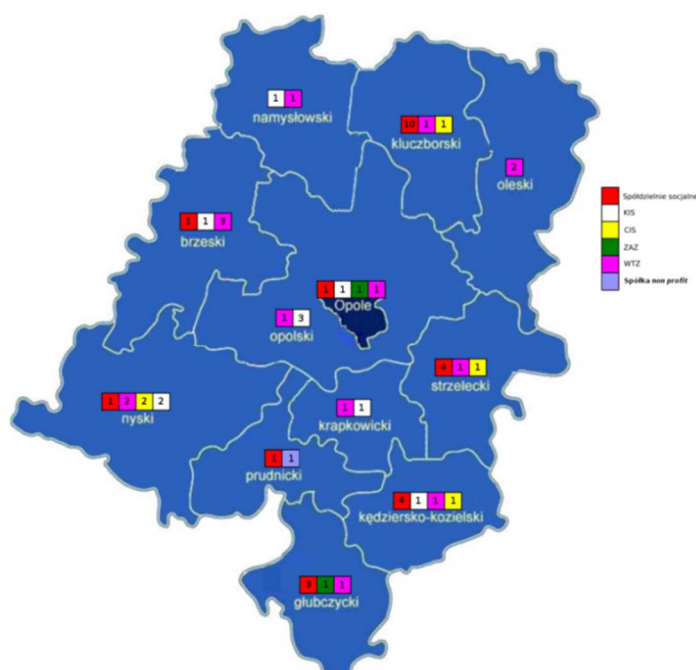 1 1
namysłowski
10 1 1
kluczborski
2
oleski
1 1 3
brzeski
Spółdzielnie socjalne
KIS
CIS
ZAZ
WTZ
Spółka non profit
1 1 1 1
Opole
1 3
opolski
4 1 1
strzelecki
1 2 2 2
nyski
1 1
krapkowicki
1 1
prudnicki
4 1 1 1
kędziersko-kozielski
3 1 1
głubczycki